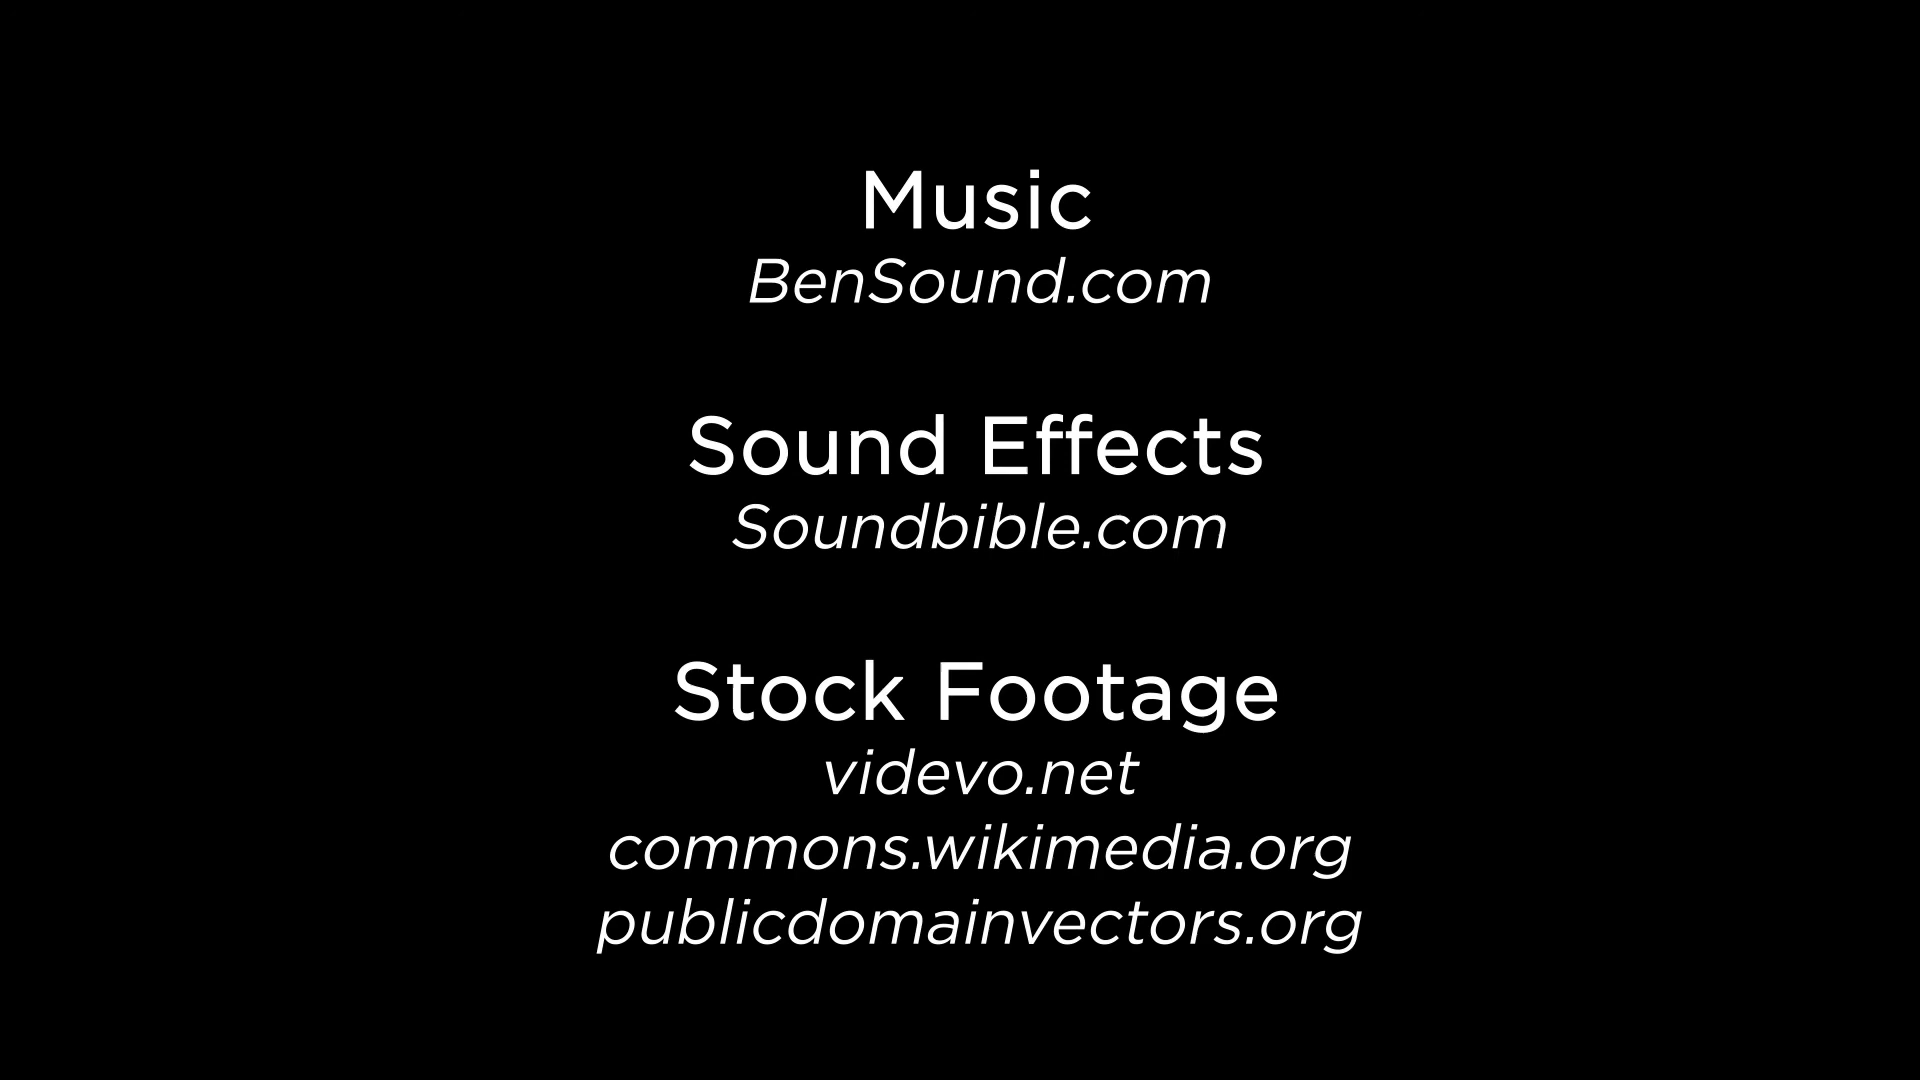 Music
BenSound.com
Sound Effects
Soundbible.com
Stock Footage
videvo.net
commons.wikimedia.org
publicdomainvectors.org